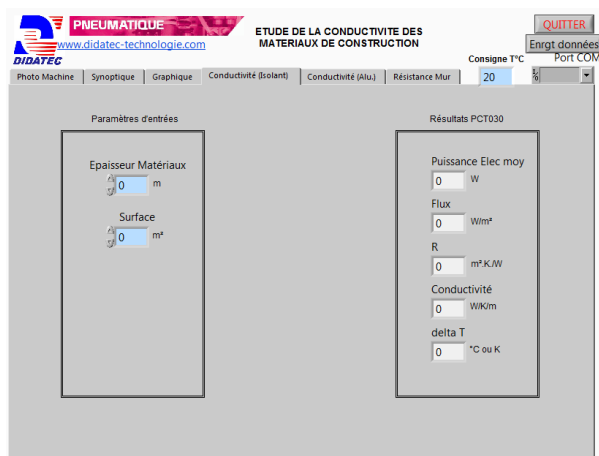 PNEUMATIQUE
www.didatec-technologie.com
DIDATEC
ETUDE DE LA CONDUCTIVITE DES
MATERIAUX DE CONSTRUCTION
QUITTER
Enrgt données
Consigne T°C
Port COM
20
Photo Machine
Synoptique
Graphique
Conductivité (Isolant)
Conductivité (Alu.)
Résistance Mur
Paramètres d'entrées
Epaisseur Matériaux
0 m
Surface
0 m²
Résultats PCT030
Puissance Elec moy
0 W
Flux
0 W/m²
R
0 m².K./W
Conductivité
0 W/K/m
delta T
0 °C ou K